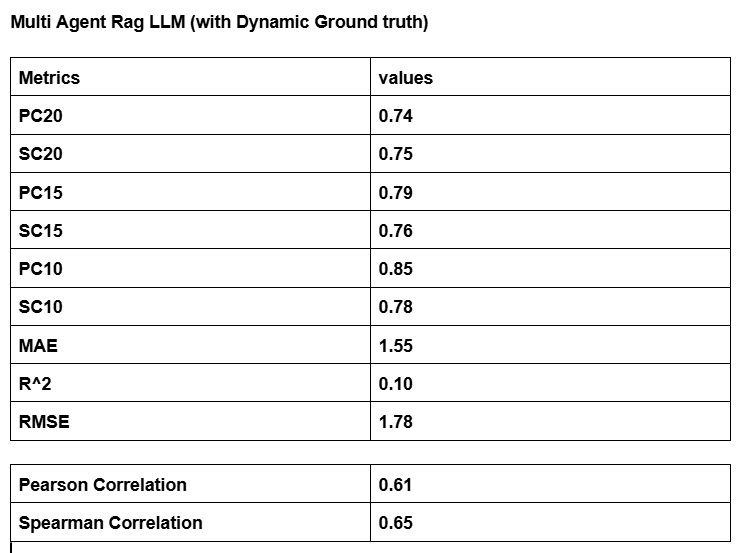 Multi Agent Rag LLM (with Dynamic Ground truth)
Metrics values
PC20 0.74
SC20 0.75
PC15 0.79
SC15 0.76
PC10 0.85
SC10 0.78
MAE 1.55
R^2 0.10
RMSE 1.78
Pearson Correlation 0.61
Spearman Correlation 0.65